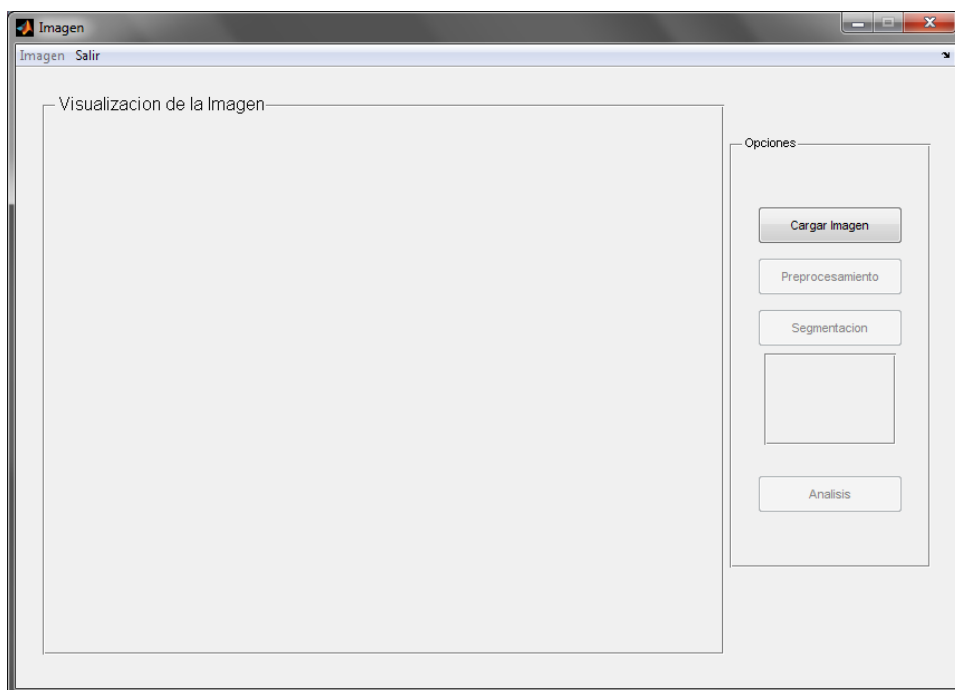 Imagen
Imagen Salir
Visualizacion de la Imagen
Opciones
Cargar Imagen
Preprocesamiento
Segmentacion
Analisis